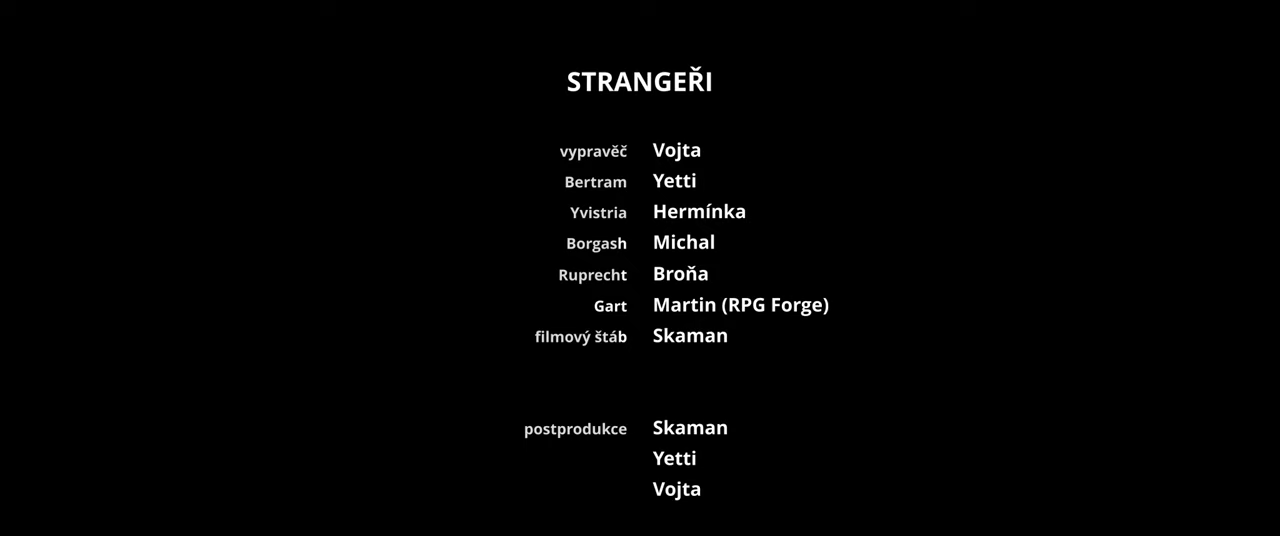 STRANGEŘI
vypravěč Vojta
Bertram Yetti
Yvistria Hermínka
Borgash Michal
Ruprecht Broňa
Gart Martin (RPG Forge)
filmový štáb Skaman
postprodukce Skaman
Yetti
Vojta